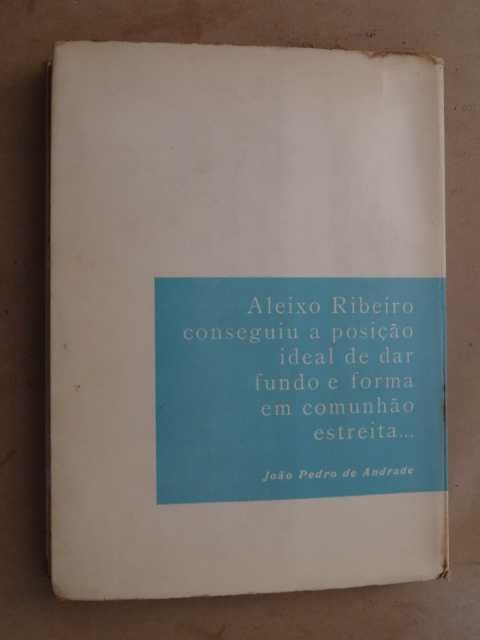 Aleixo Ribeiro
conseguiu a posição
ideal de dar
fundo e forma
em comunhão
estreita...
João Pedro de Andrade